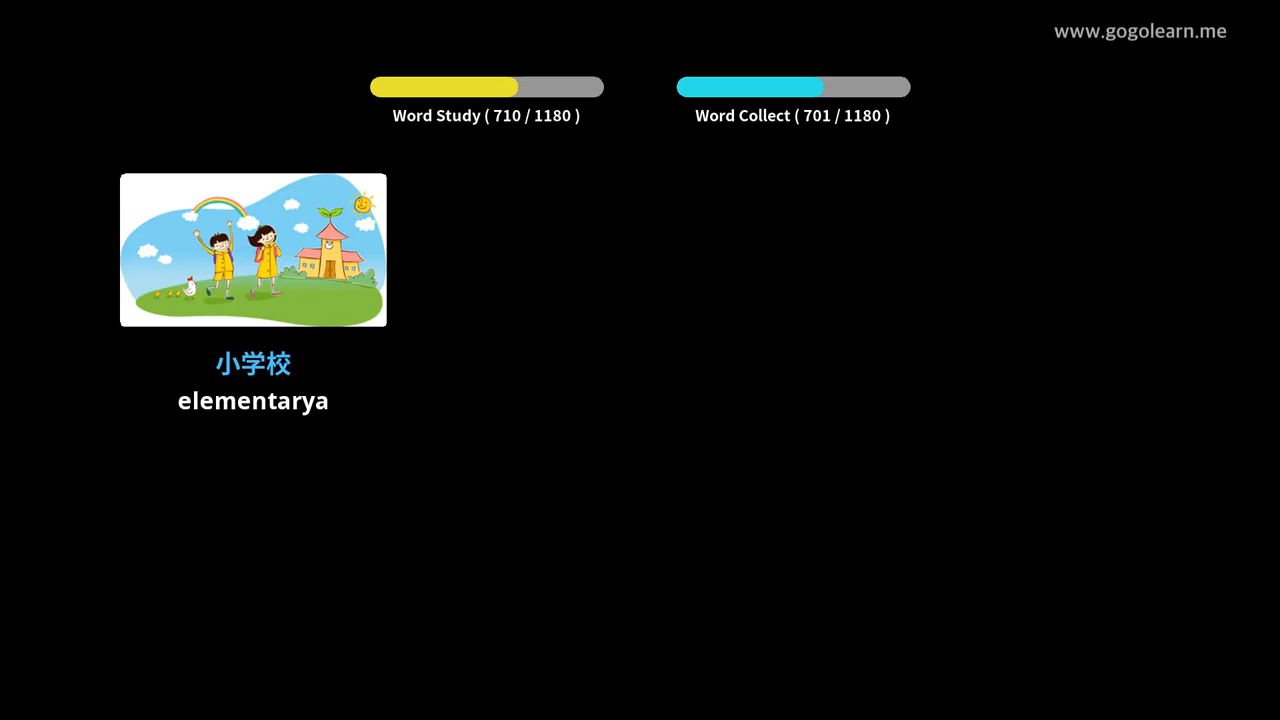 www.gogolearn.me
Word Study ( 710 / 1180 )
Word Collect ( 701 / 1180 )
小学校
elementarya